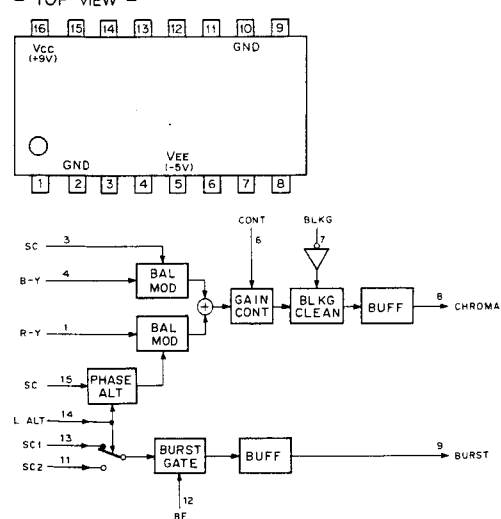 - TOP VIEW -
16 15 14 13 12 11 10 9
VCC GND
(+9V)
GND VEE
(-5V)
1 2 3 4 5 6 7 8
CONT BLKG
SC 3 6 7
B-Y 4 BAL MOD
GAIN CONT BLKG CLEAN BUFF 8 CHROMA
R-Y 1 BAL MOD
SC 15 PHASE ALT
L ALT 14
SC1 13 BURST GATE BUFF 9 BURST
SC2 11
12
BF